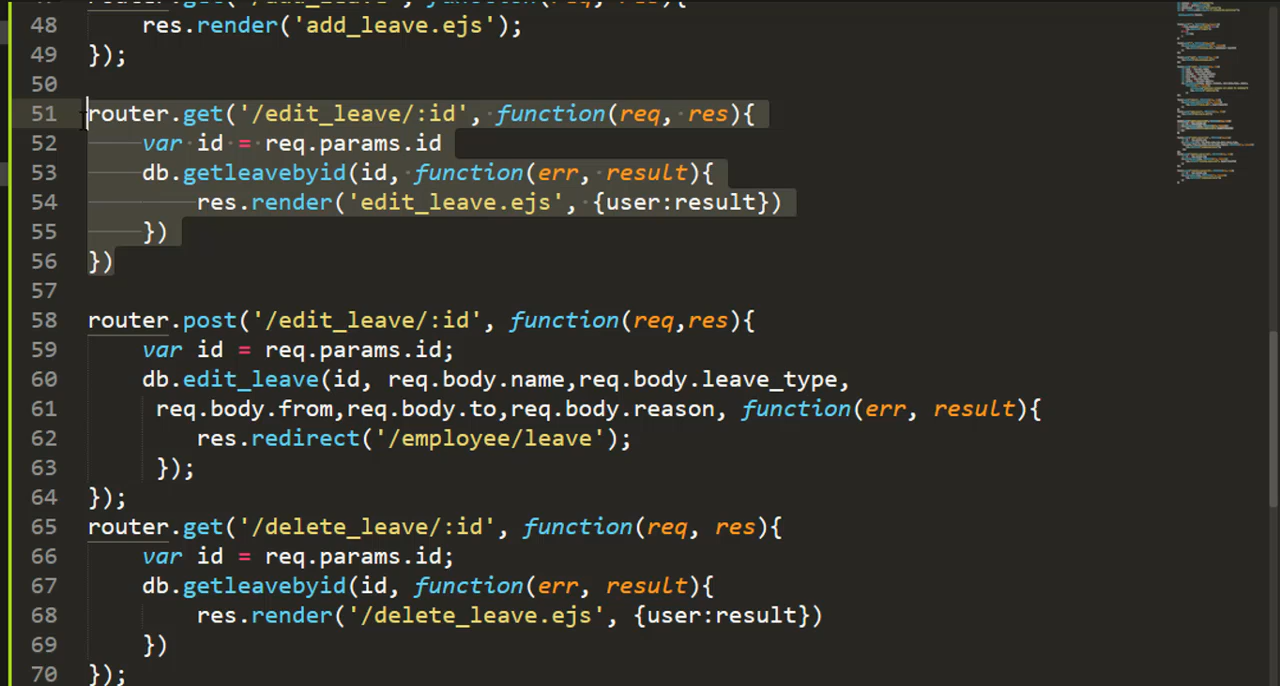 48 res.render('add_leave.ejs');
49 });
50
51 router.get('/edit_leave/:id', function(req, res){
52 var id = req.params.id
53 db.getleavebyid(id, function(err, result){
54 res.render('edit_leave.ejs', {user:result})
55 })
56 })
57
58 router.post('/edit_leave/:id', function(req,res){
59 var id = req.params.id;
60 db.edit_leave(id, req.body.name,req.body.leave_type,
61 req.body.from,req.body.to,req.body.reason, function(err, result){
62 res.redirect('/employee/leave');
63 });
64 });
65 router.get('/delete_leave/:id', function(req, res){
66 var id = req.params.id;
67 db.getleavebyid(id, function(err, result){
68 res.render('/delete_leave.ejs', {user:result})
69 })
70 });